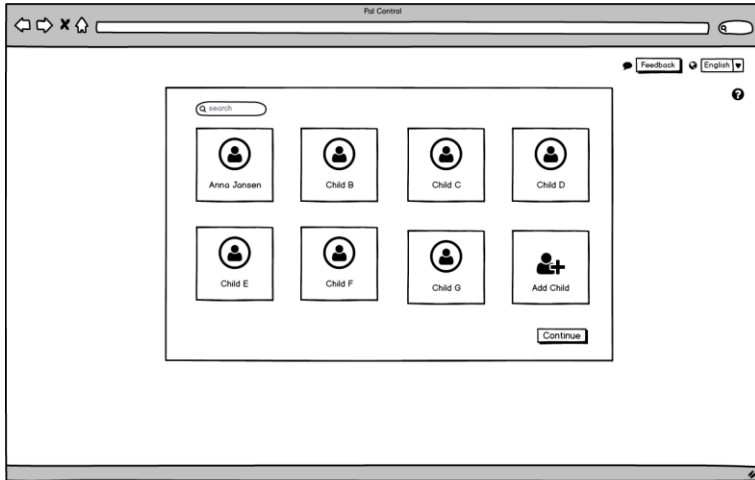 Pal Control
Feedback English
search
Anna Jansen Child B Child C Child D
Child E Child F Child G Add Child
Continue